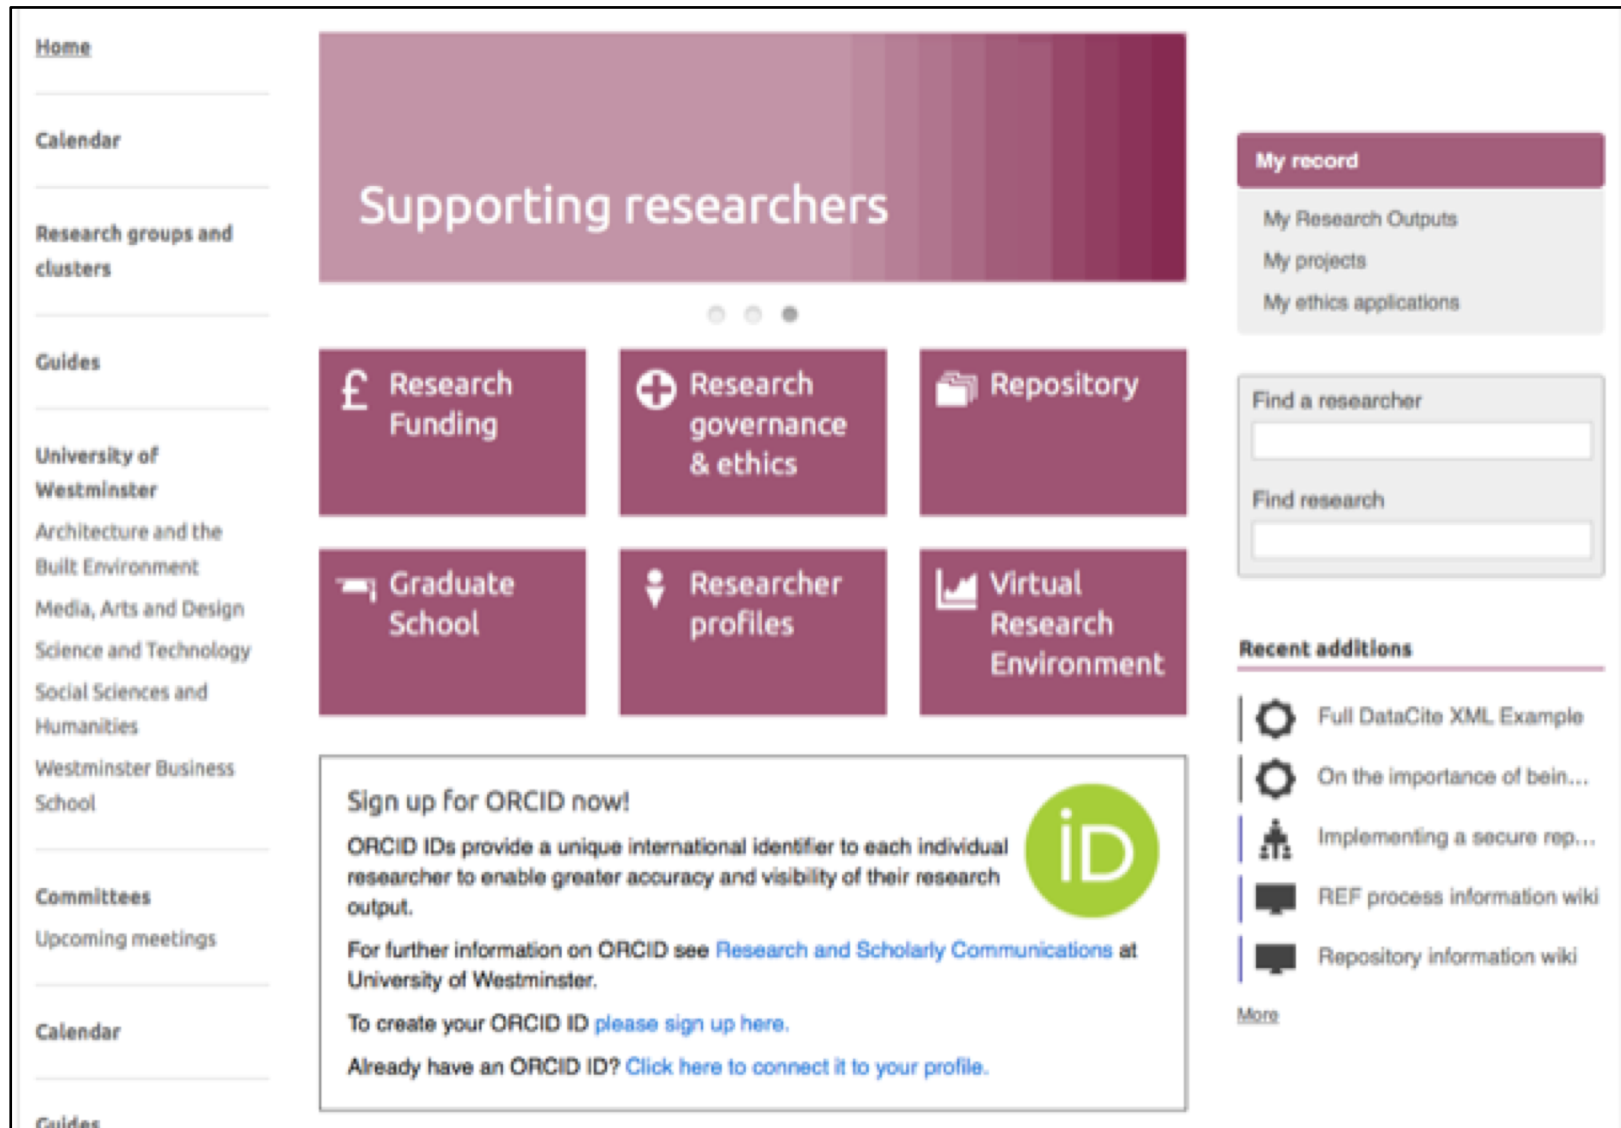 Home
Calendar
Research groups and
clusters
Guides
University of
Westminster
Architecture and the
Built Environment
Media, Arts and Design
Science and Technology
Social Sciences and
Humanities
Westminster Business
School
Committees
Upcoming meetings
Calendar
Guides
Supporting researchers
£ Research
Funding
Research
governance
& ethics
Repository
Graduate
School
Researcher
profiles
Virtual
Research
Environment
Sign up for ORCID now!
iD
ORCID IDs provide a unique international identifier to each individual
researcher to enable greater accuracy and visibility of their research
output.
For further information on ORCID see Research and Scholarly Communications at
University of Westminster.
To create your ORCID ID please sign up here.
Already have an ORCID ID? Click here to connect it to your profile.
My record
My Research Outputs
My projects
My ethics applications
Find a researcher
Find research
Recent additions
Full DataCite XML Example
On the importance of bein...
Implementing a secure rep...
REF process information wiki
Repository information wiki
More